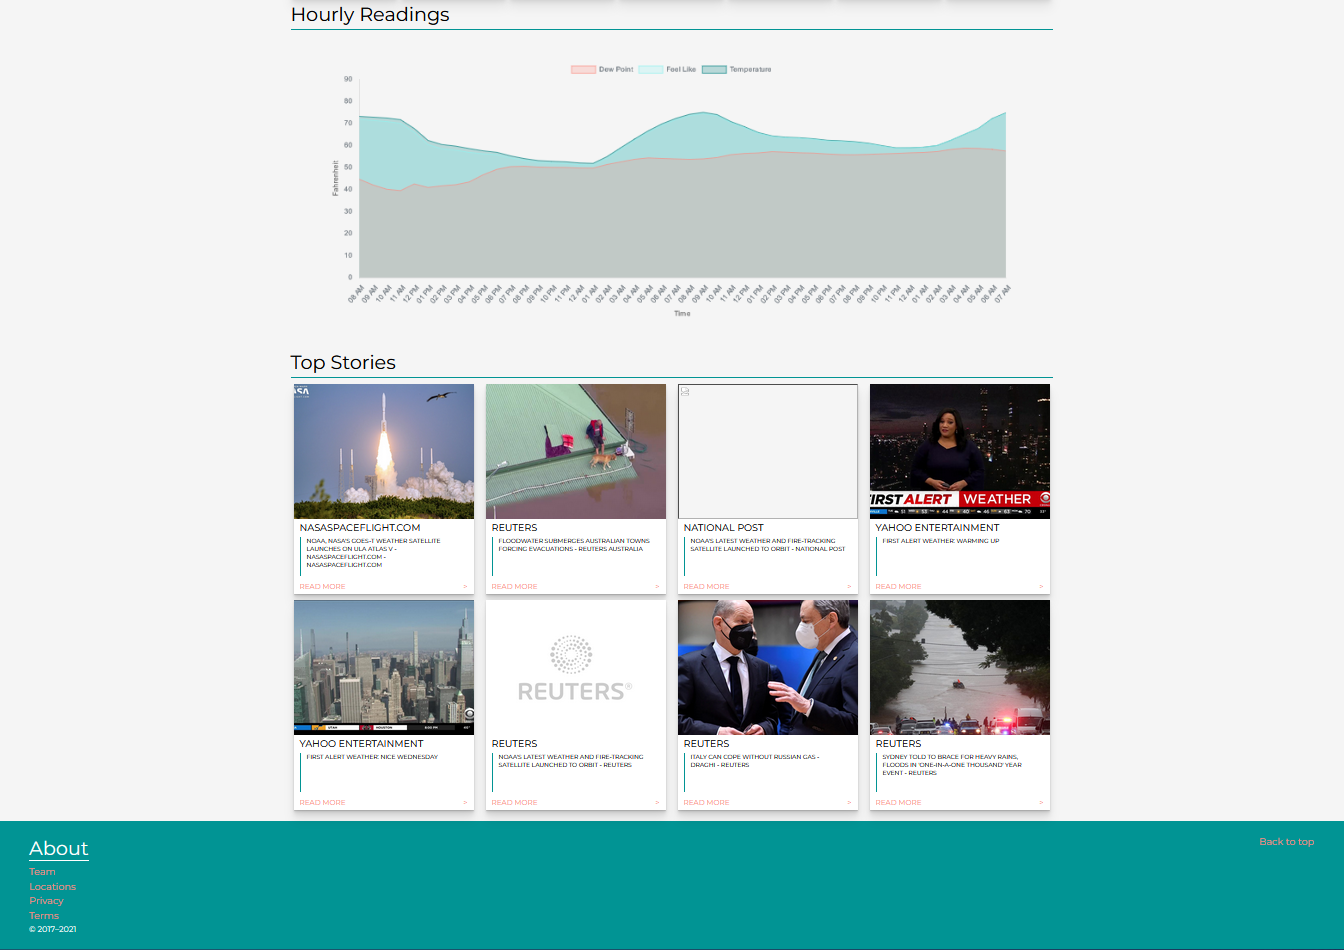 Hourly Readings
Dew Point Feel Like Temperature
90
80
70
60
50
40
30
20
10
0
Fahrenheit
08 AM 09 AM 10 AM 11 AM 12 PM 01 PM 02 PM 03 PM 04 PM 05 PM 06 PM 07 PM 08 PM 09 PM 10 PM 11 PM 12 AM 01 AM 02 AM 03 AM 04 AM 05 AM 06 AM 07 AM 08 AM 09 AM 10 AM 11 AM 12 PM 01 PM 02 PM 03 PM 04 PM 05 PM 06 PM 07 PM 08 PM 09 PM 10 PM 11 PM 12 AM 01 AM 02 AM 03 AM 04 AM 05 AM 06 AM 07 AM
Time
Top Stories
FIRST ALERT WEATHER
NASASPACEFLIGHT.COM
NOAA, NASA'S GOES-T WEATHER SATELLITE
LAUNCHES ON ULA ATLAS V -
NASASPACEFLIGHT.COM -
NASASPACEFLIGHT.COM
READ MORE >
REUTERS
FLOODWATER SUBMERGES AUSTRALIAN TOWNS
FORCING EVACUATIONS - REUTERS AUSTRALIA
READ MORE >
NATIONAL POST
NOAA'S LATEST WEATHER AND FIRE-TRACKING
SATELLITE LAUNCHED TO ORBIT - NATIONAL POST
READ MORE >
YAHOO ENTERTAINMENT
FIRST ALERT WEATHER: WARMING UP
READ MORE >
YAHOO ENTERTAINMENT
FIRST ALERT WEATHER: NICE WEDNESDAY
READ MORE >
REUTERS®
REUTERS
NOAA'S LATEST WEATHER AND FIRE-TRACKING
SATELLITE LAUNCHED TO ORBIT - REUTERS
READ MORE >
REUTERS
ITALY CAN COPE WITHOUT RUSSIAN GAS -
DRAGHI - REUTERS
READ MORE >
REUTERS
SYDNEY TOLD TO BRACE FOR HEAVY RAINS,
FLOODS IN 'ONE-IN-A-ONE THOUSAND' YEAR
EVENT - REUTERS
READ MORE >
About
Back to top
Team
Locations
Privacy
Terms
© 2017–2021